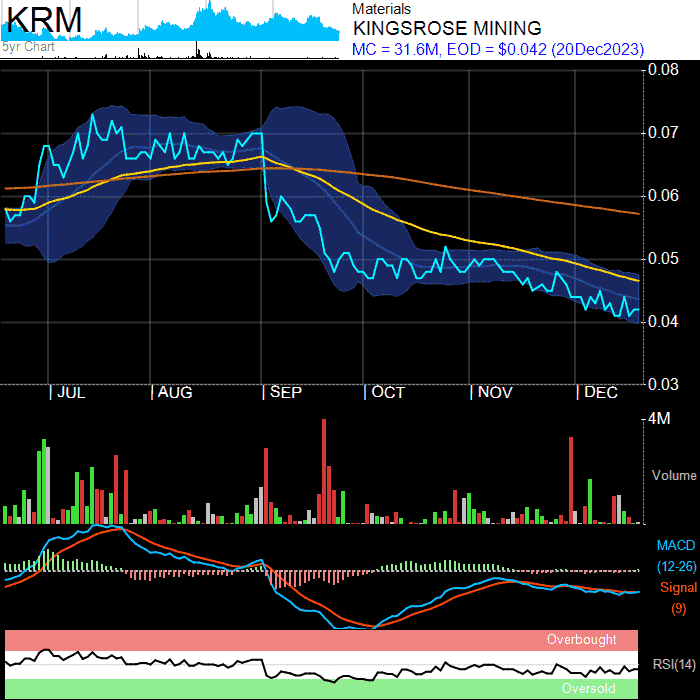 KRM
5yr Chart
Materials
KINGSROSE MINING
MC = 31.6M, EOD = $0.042 (20Dec2023)
0.08
0.07
0.06
0.05
0.04
0.03
| JUL | AUG | SEP | OCT | NOV | DEC
4M
Volume
MACD
(12-26)
Signal
(9)
Overbought
RSI(14)
Oversold